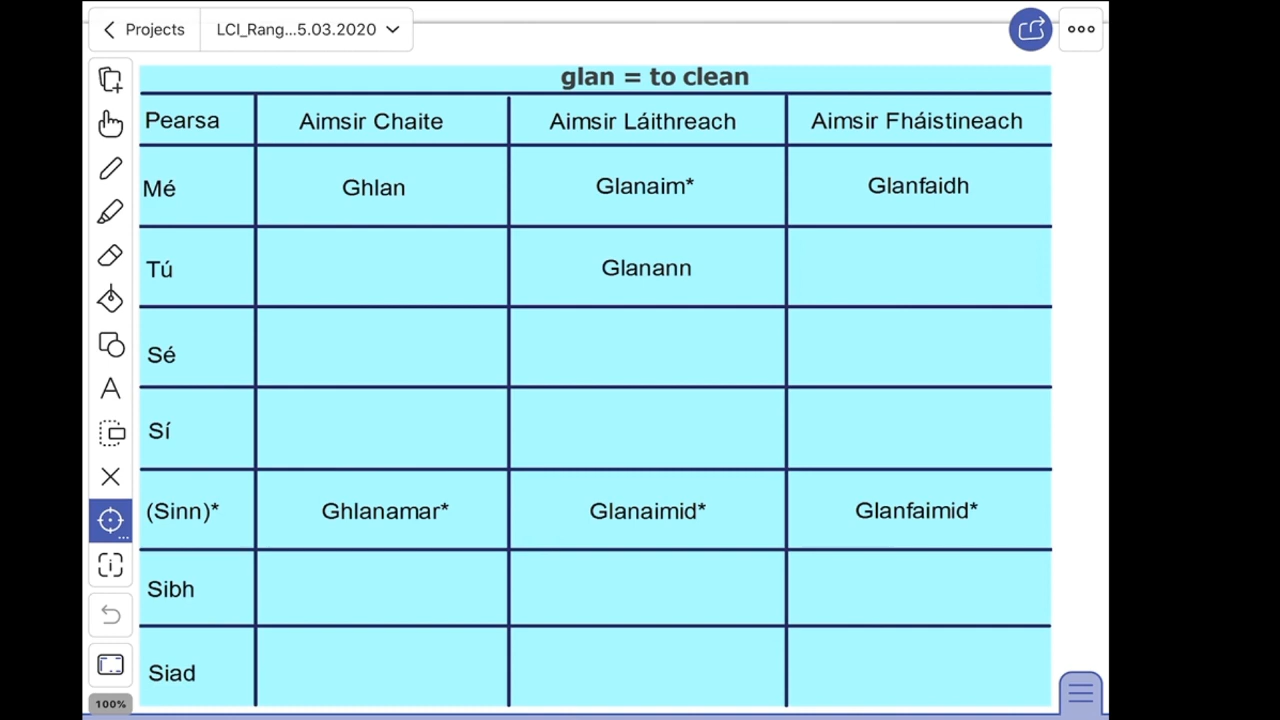 Projects
LCI_Rang...5.03.2020
glan = to clean
Pearsa Aimsir Chaite Aimsir Láithreach Aimsir Fháistineach
Mé Ghlan Glanaim* Glanfaidh
Tú Glanann
Sé
Sí
(Sinn)* Ghlanamar* Glanaimid* Glanfaimid*
Sibh
Siad
100%